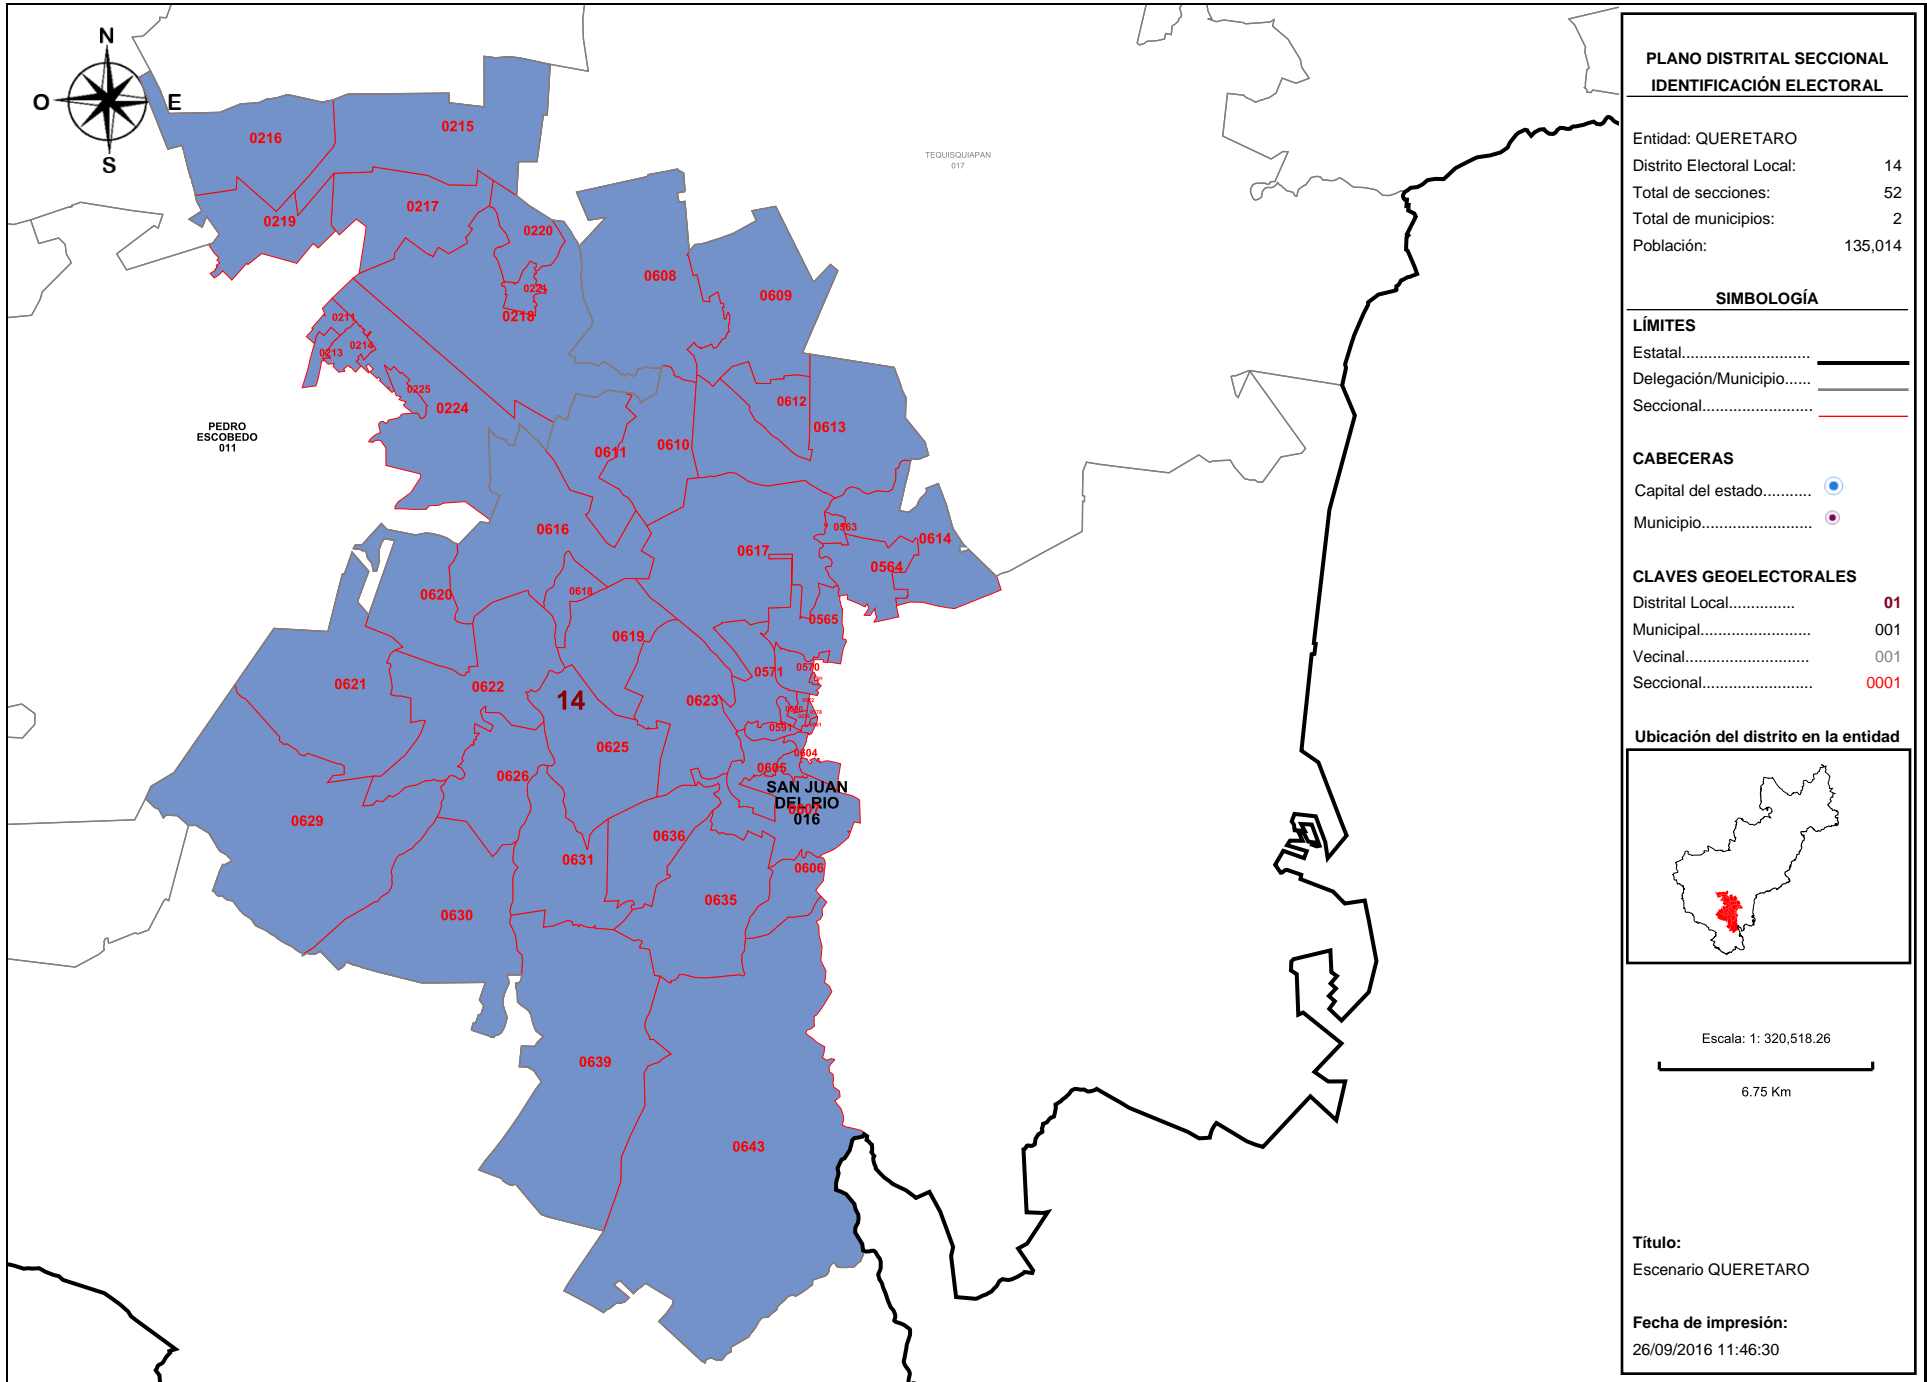 N
O
E
S
0216
0215
0219
0217
0220
0221
0218
0211
0213
0214
0225
0224
TEQUISQUIAPAN
017
0608
0609
0612
0613
0610
0611
PEDRO
ESCOBEDO
011
0616
0617
0563
0614
0564
0618
0620
0619
0565
0621
0622
14
0571
0570
0623
0591
0625
0604
0605
0626
SAN JUAN
DEL RIO
016
0607
0629
0636
0631
0606
0635
0630
0639
0643
PLANO DISTRITAL SECCIONAL
IDENTIFICACIÓN ELECTORAL
Entidad: QUERETARO
Distrito Electoral Local: 14
Total de secciones: 52
Total de municipios: 2
Población: 135,014
SIMBOLOGÍA
LÍMITES
Estatal.............................
Delegación/Municipio......
Seccional.........................
CABECERAS
Capital del estado...........
Municipio.........................
CLAVES GEOELECTORALES
Distrital Local............... 01
Municipal......................... 001
Vecinal............................ 001
Seccional......................... 0001
Ubicación del distrito en la entidad
Escala: 1: 320,518.26
6.75 Km
Título:
Escenario QUERETARO
Fecha de impresión:
26/09/2016 11:46:30